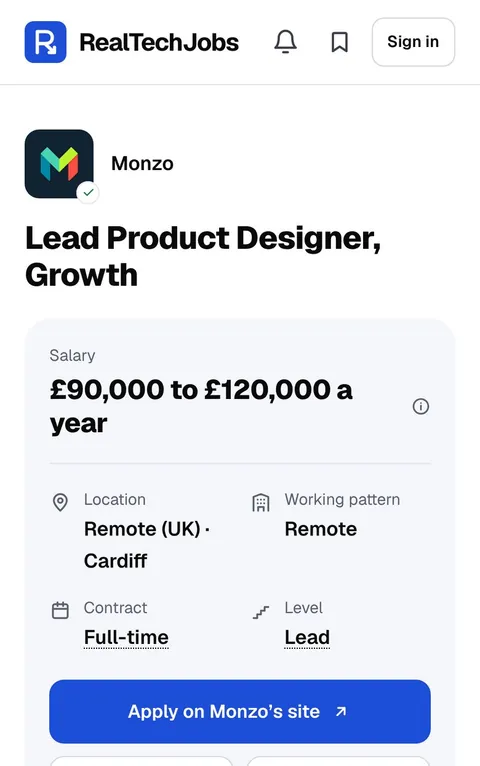 RealTechJobs
Sign in
Monzo
Lead Product Designer,
Growth
Salary
£90,000 to £120,000 a
year
Location
Remote (UK) ·
Cardiff
Working pattern
Remote
Contract
Full-time
Level
Lead
Apply on Monzo’s site